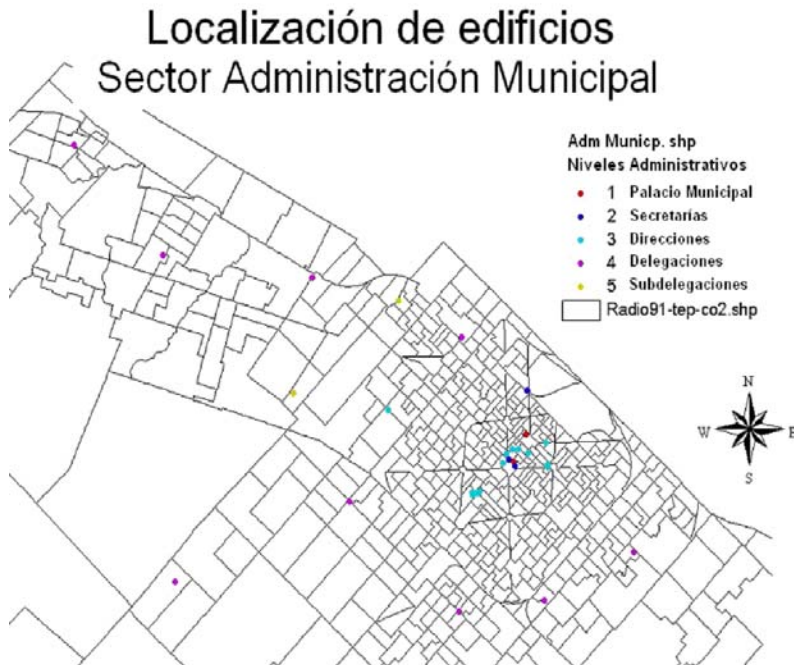 Localización de edificios
Sector Administración Municipal
Adm Municp. shp
Niveles Administrativos
1 Palacio Municipal
2 Secretarías
3 Direcciones
4 Delegaciones
5 Subdelegaciones
Radio91-tep-co2.shp
N
W E
S